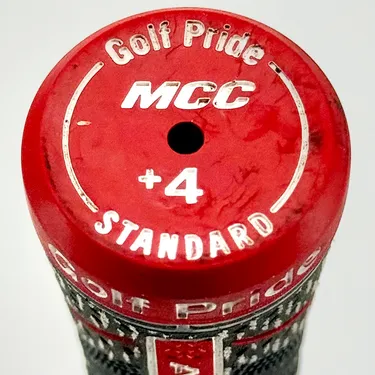 Golf Pride
MCC
+4
STANDARD
Golf Pride